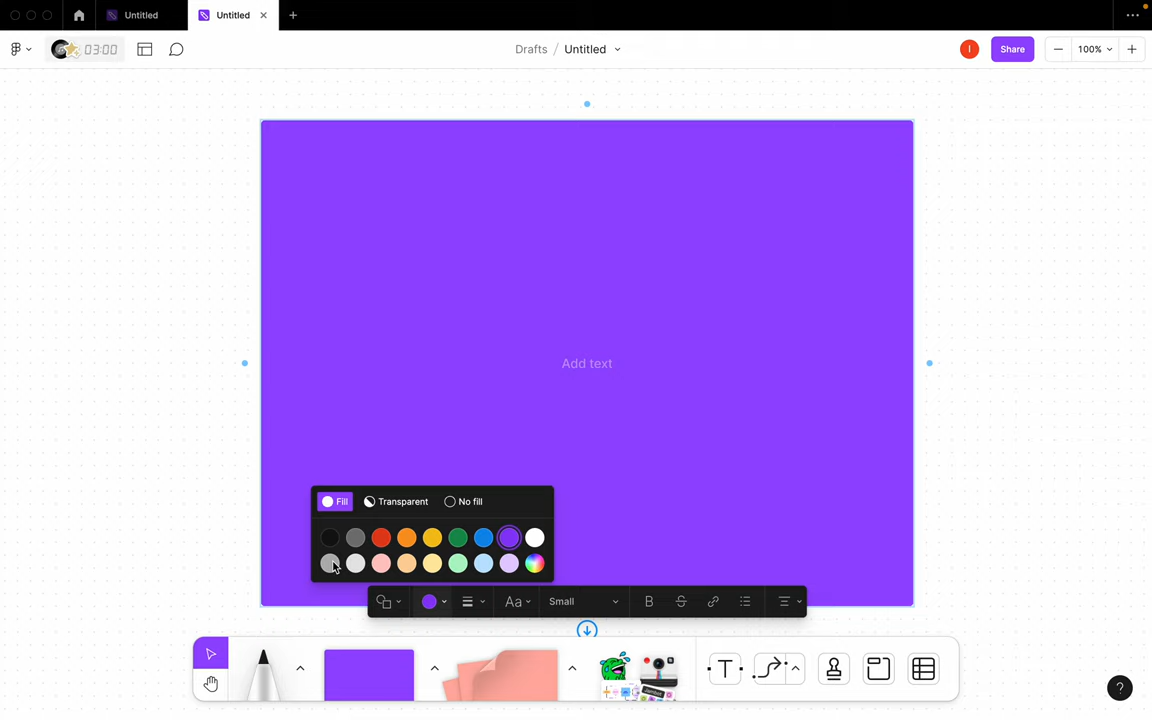 Untitled
Untitled
03:00
Drafts / Untitled
I
Share
100%
Add text
Fill
Transparent
No fill
Aa
Small
B
S
T
?